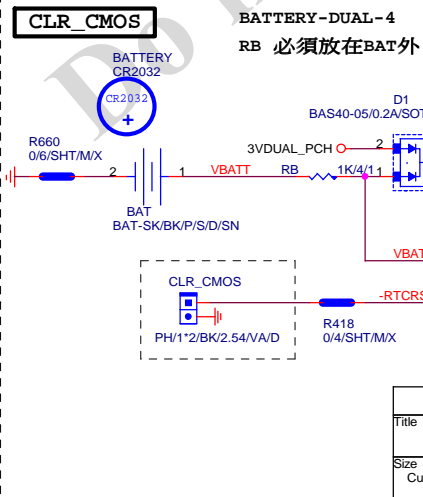 CLR_CMOS
BATTERY-DUAL-4
RB 必須放在BAT外
BATTERY
CR2032
CR2032
+
D1
BAS40-05/0.2A/SOT
R660
0/6/SHT/M/X
3VDUAL_PCH
2
2
1
VBATT
RB
1K/4/1
1
BAT
BAT-SK/BK/P/S/D/SN
VBAT
CLR_CMOS
-RTCRS
1
2
PH/1*2/BK/2.54/VA/D
R418
0/4/SHT/M/X
Title
Size
Cu